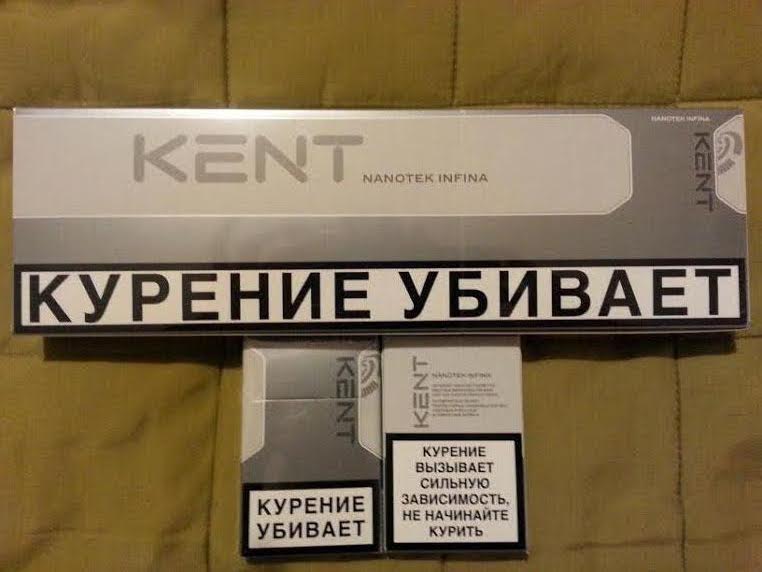 KENT NANOTEK INFINA
NANOTEK INFINA
KENT
КУРЕНИЕ УБИВАЕТ
KENT
КУРЕНИЕ
УБИВАЕТ
KENT
NANOTEK INFINA
КУРЕНИЕ
ВЫЗЫВАЕТ
СИЛЬНУЮ
ЗАВИСИМОСТЬ,
НЕ НАЧИНАЙТЕ
КУРИТЬ